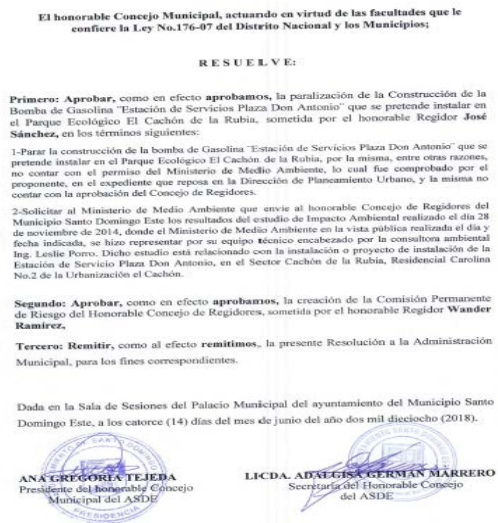 El honorable Concejo Municipal, actuando en virtud de las facultades que le
confiere la Ley No.176-07 del Distrito Nacional y los Municipios;
R E S U E L V E:
Primero: Aprobar, como en efecto aprobamos, la paralización de la Construcción de la
Bomba de Gasolina "Estación de Servicios Plaza Don Antonio" que se pretende instalar en
el Parque Ecológico El Cachón de la Rubia, sometida por el honorable Regidor José
Sánchez, en los términos siguientes:
1-Parar la construcción de la bomba de Gasolina "Estación de Servicios Plaza Don Antonio" que se
pretende instalar en el Parque Ecológico El Cachón de la Rubia, por la misma, entre otras razones,
no contar con el permiso del Ministerio de Medio Ambiente, lo cual fue comprobado por el
proponente, en el expediente que reposa en la Dirección de Planeamiento Urbano, y la misma no
contar con la aprobación del Concejo de Regidores.
2-Solicitar al Ministerio de Medio Ambiente que envie al honorable Concejo de Regidores del
Municipio Santo Domingo Este los resultados del estudio de Impacto Ambiental realizado el día 28
de noviembre de 2014, donde el Ministerio de Medio Ambiente en la vista pública realizada el día y
fecha indicada, se hizo representar por su equipo técnico encabezado por la consultora ambiental
Ing. Leslie Porro. Dicho estudio está relacionado con la instalación o proyecto de instalación de la
Estación de Servicio Plaza Don Antonio, en el Sector Cachón de la Rubia, Residencial Carolina
No.2 de la Urbanización el Cachón.
Segundo: Aprobar, como en efecto aprobamos, la creación de la Comisión Permanente
de Riesgo del Honorable Concejo de Regidores, sometida por el honorable Regidor Wander
Ramírez,
Tercero: Remitir, como al efecto remitimos,, la presente Resolución a la Administración
Municipal, para los fines correspondientes.
Dada en la Sala de Sesiones del Palacio Municipal del ayuntamiento del Municipio Santo
Domingo Este, a los catorce (14) días del mes de junio del año dos mil dieciocho (2018).
ANA GREGORIA TEJEDA LICDA. ADALGISA GERMAN MARRERO
Presidente del honorable Concejo Secretaria del Honorable Concejo
Municipal del ASDE del ASDE
PRESIDENCIA